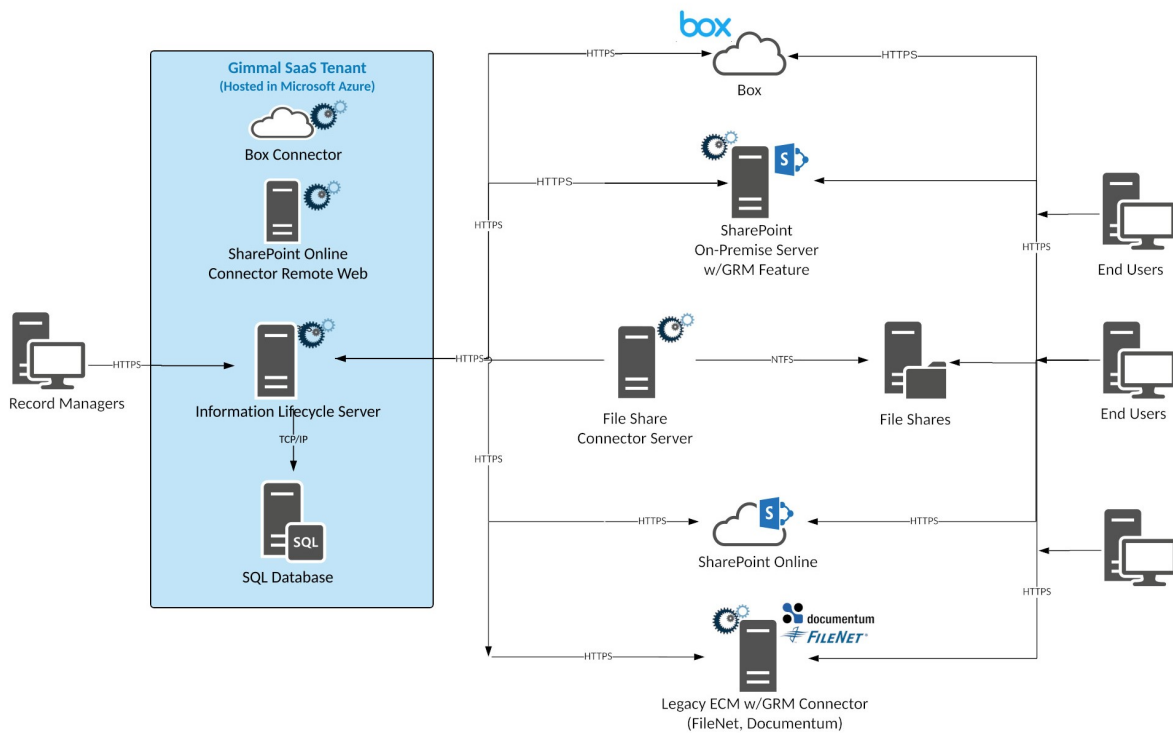 box
HTTPS
HTTPS
Box
Gimmal SaaS Tenant
(Hosted in Microsoft Azure)
Box Connector
SharePoint Online
Connector Remote Web
HTTPS
HTTPS
S
SharePoint
On-Premise Server
w/GRM Feature
HTTPS
End Users
Record Managers
HTTPS
Information Lifecycle Server
TCP/IP
SQL
SQL Database
HTTPS
File Share
Connector Server
NTFS
File Shares
End Users
HTTPS
HTTPS
S
SharePoint Online
HTTPS
HTTPS
HTTPS
documentum
FILENET
Legacy ECM w/GRM Connector
(FileNet, Documentum)